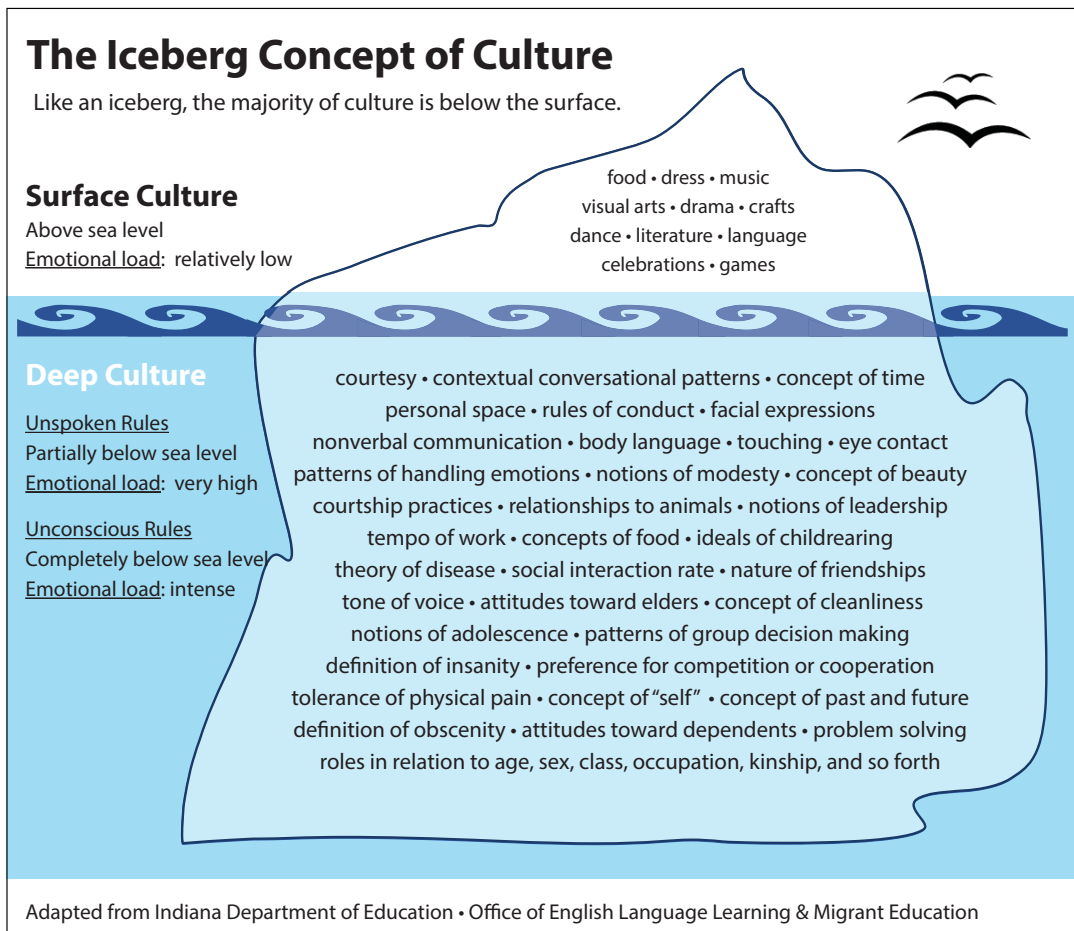 The Iceberg Concept of Culture
Like an iceberg, the majority of culture is below the surface.
Surface Culture
Above sea level
Emotional load: relatively low
food • dress • music
visual arts • drama • crafts
dance • literature • language
celebrations • games
Deep Culture
Unspoken Rules
Partially below sea level
Emotional load: very high
Unconscious Rules
Completely below sea level
Emotional load: intense
courtesy • contextual conversational patterns • concept of time
personal space • rules of conduct • facial expressions
nonverbal communication • body language • touching • eye contact
patterns of handling emotions • notions of modesty • concept of beauty
courtship practices • relationships to animals • notions of leadership
tempo of work • concepts of food • ideals of childrearing
theory of disease • social interaction rate • nature of friendships
tone of voice • attitudes toward elders • concept of cleanliness
notions of adolescence • patterns of group decision making
definition of insanity • preference for competition or cooperation
tolerance of physical pain • concept of “self” • concept of past and future
definition of obscenity • attitudes toward dependents • problem solving
roles in relation to age, sex, class, occupation, kinship, and so forth
Adapted from Indiana Department of Education • Office of English Language Learning & Migrant Education